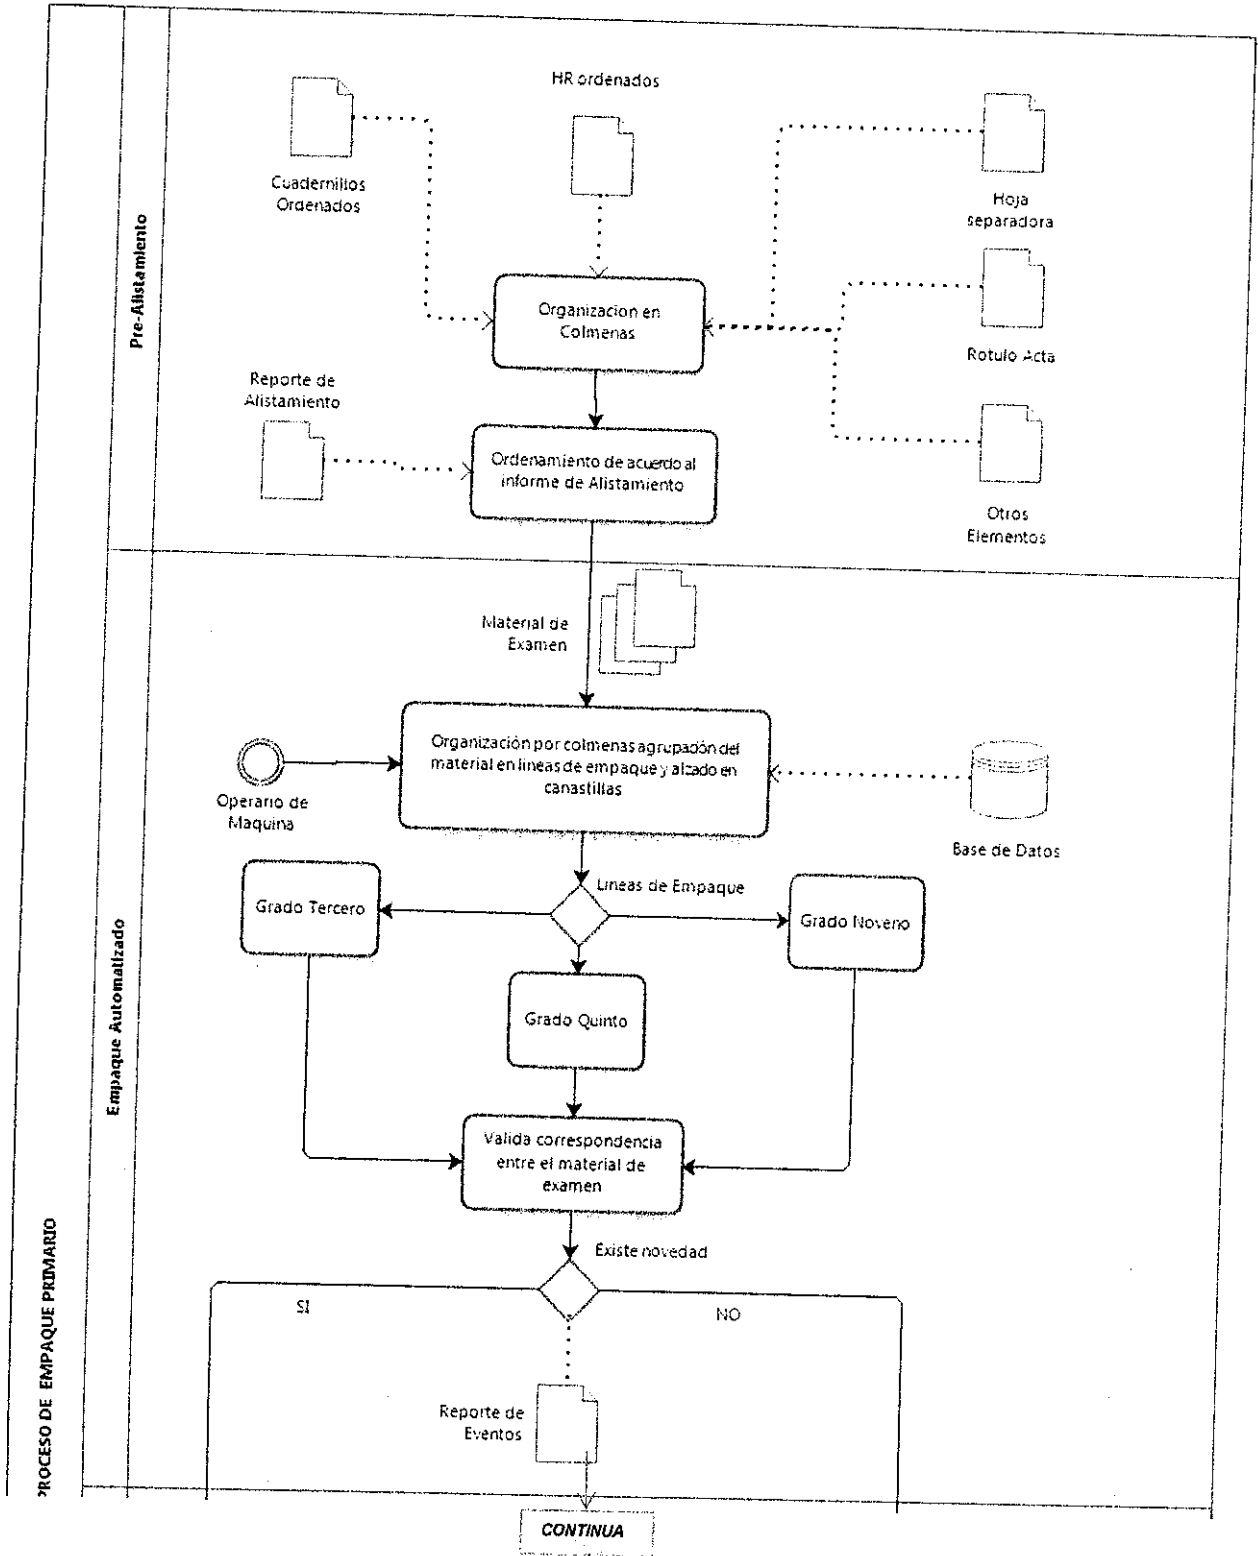 PROCESO DE EMPAQUE PRIMARIO
Pre-Alistamiento
HR ordenados
Cuadernillos
Ordenados
Hoja
separadora
Organizacion en
Colmenas
Rotulo Acta
Reporte de
Alistamiento
Ordenamiento de acuerdo al
informe de Alistamiento
Otros
Elementos
Empaque Automatizado
Material de
Examen
Organización por colmenas agrupación del
material en lineas de empaque y alzado en
canastillas
Operario de
Maquina
Base de Datos
Lineas de Empaque
Grado Tercero
Grado Noveno
Grado Quinto
Valida correspondencia
entre el material de
examen
Existe novedad
SI
NO
Reporte de
Eventos
CONTINUA